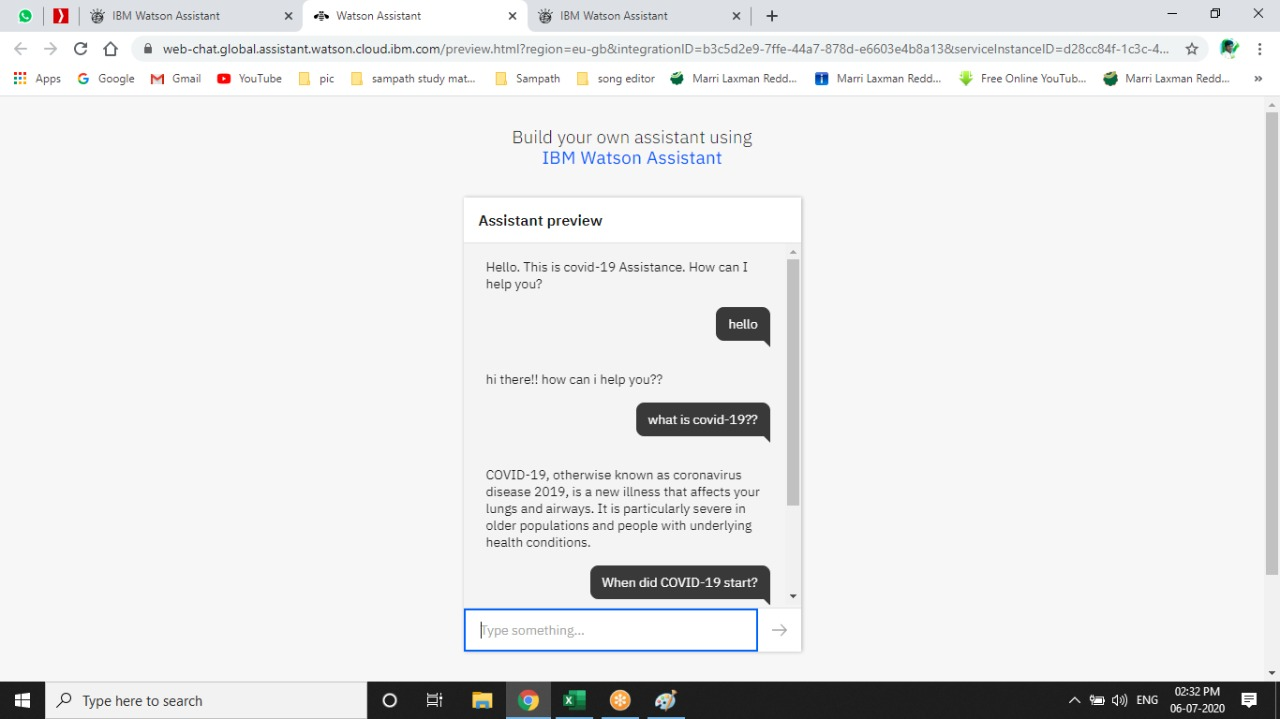 IBM Watson Assistant
Watson Assistant
IBM Watson Assistant
web-chat.global.assistant.watson.cloud.ibm.com/preview.html?region=eu-gb&integrationID=b3c5d2e9-7ffe-44a7-878d-e6603e4b8a13&serviceInstanceID=d28cc84f-1c3c-4...
Apps
Google
Gmail
YouTube
pic
sampath study mat...
Sampath
song editor
Marri Laxman Redd...
Marri Laxman Redd...
Free Online YouTub...
Marri Laxman Redd...
Build your own assistant using
IBM Watson Assistant
Assistant preview
Hello. This is covid-19 Assistance. How can I
help you?
hello
hi there!! how can i help you??
what is covid-19??
COVID-19, otherwise known as coronavirus
disease 2019, is a new illness that affects your
lungs and airways. It is particularly severe in
older populations and people with underlying
health conditions.
When did COVID-19 start?
Type something...
Type here to search
ENG
02:32 PM
06-07-2020